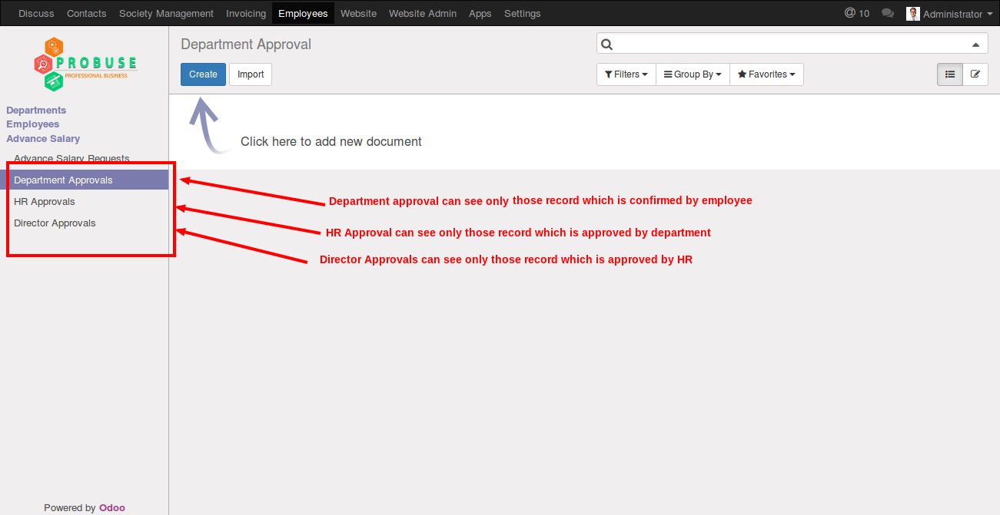 Discuss Contacts Society Management Invoicing Employees Website Website Admin Apps Settings @ 10 Administrator
PROBUSE
PROFESSIONAL BUSINESS
Department Approval
Create Import
Filters Group By Favorites
Departments
Employees
Advance Salary
Advance Salary Requests
Department Approvals
HR Approvals
Director Approvals
Click here to add new document
Department approval can see only those record which is confirmed by employee
HR Approval can see only those record which is approved by department
Director Approvals can see only those record which is approved by HR
Powered by Odoo